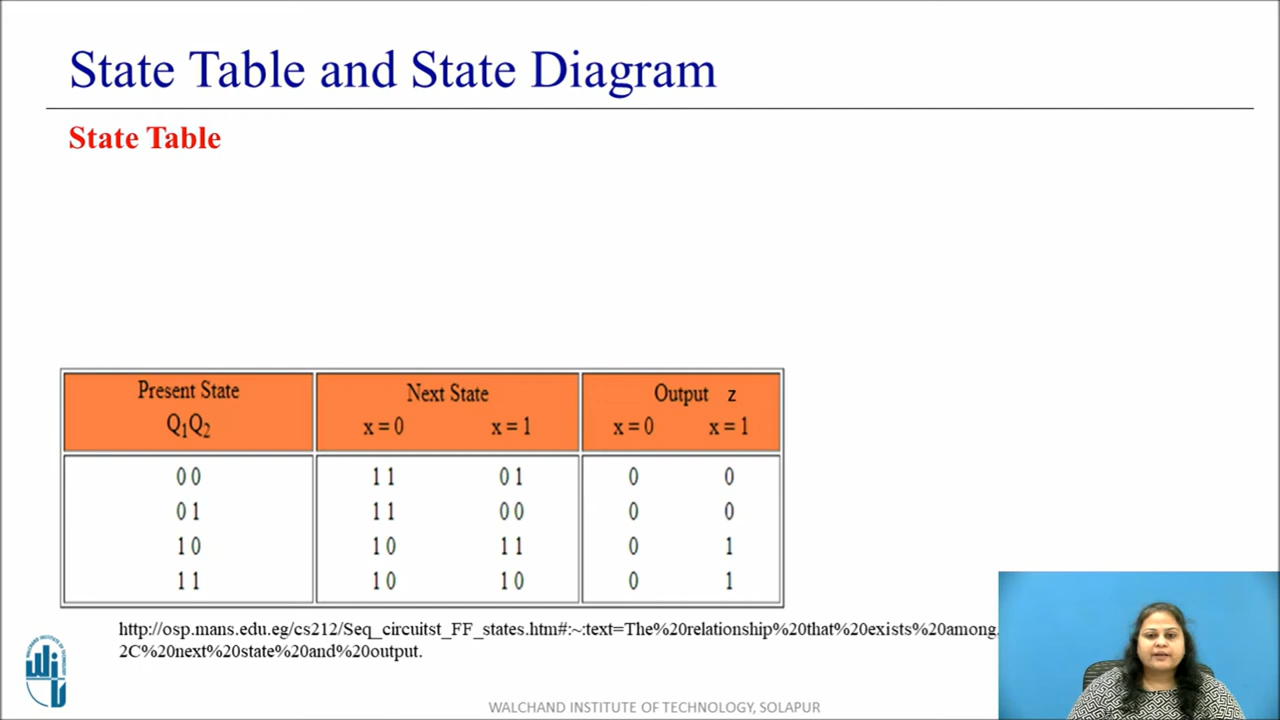 State Table and State Diagram
State Table
Present State Next State Output z
Q₁Q₂ x = 0 x = 1 x = 0 x = 1
0 0 1 1 0 1 0 0
0 1 1 1 0 0 0 0
1 0 1 0 1 1 0 1
1 1 1 0 1 0 0 1
http://osp.mans.edu.eg/cs212/Seq_circuitst_FF_states.htm#:~:text=The%20relationship%20that%20exists%20among.
2C%20next%20state%20and%20output.
WALCHAND INSTITUTE OF TECHNOLOGY, SOLAPUR